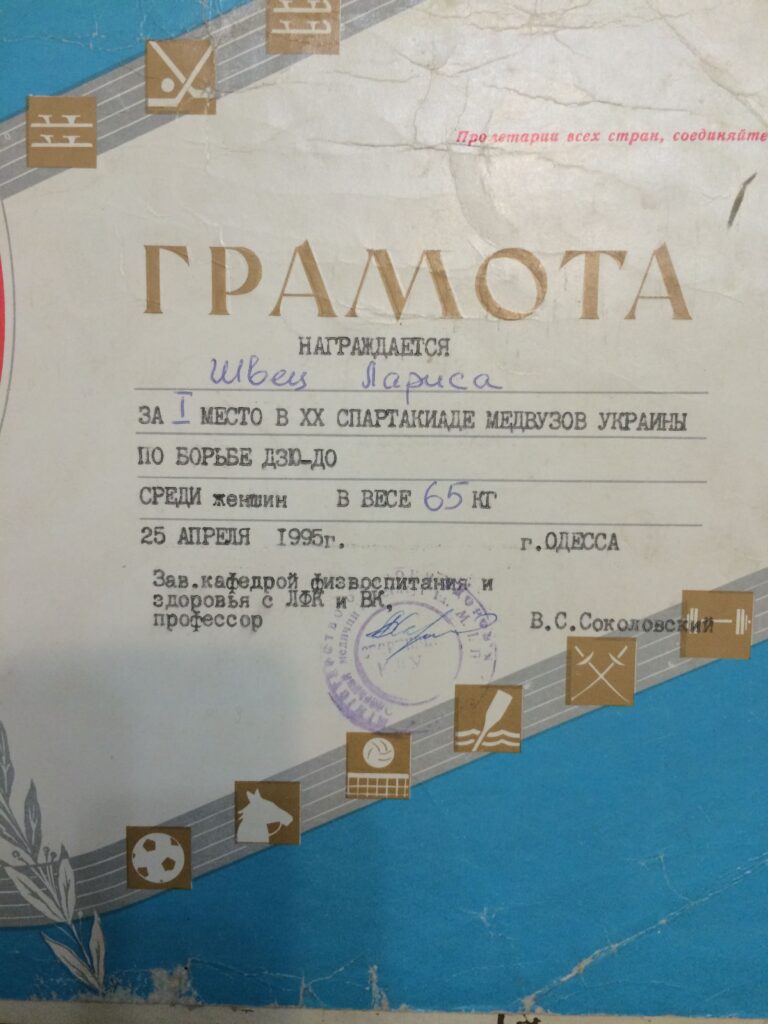 Пролетарии всех стран, соединяйте
ГРАМОТА
НАГРАЖДАЕТСЯ
Швец Лариса
ЗА I МЕСТО В XX СПАРТАКИАДЕ МЕДВУЗОВ УКРАИНЫ
ПО БОРЬБЕ ДЗЮ-ДО
СРЕДИ женшин В ВЕСЕ 65 КГ
25 АПРЕЛЯ 1995г. г.ОДЕССА
Зав.кафедрой физвоспитания и
здоровья с ЛФК и ВК,
профессор В.С.Соколовский